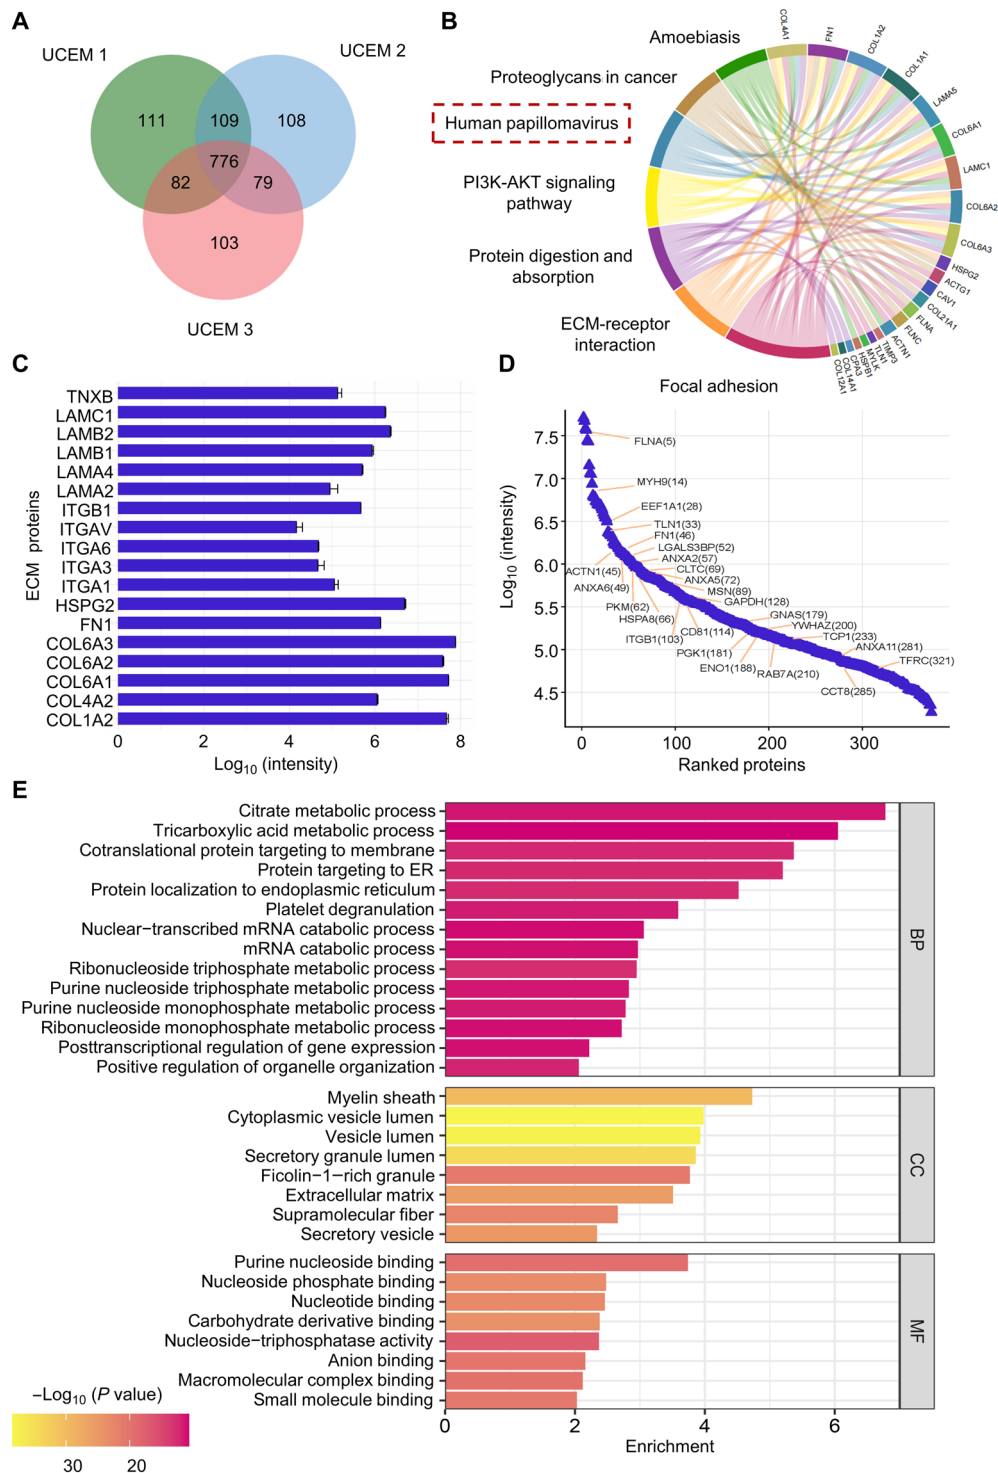 A
UCEM 1
UCEM 2
111
109
108
776
82
79
103
UCEM 3
B
Amoebiasis
Proteoglycans in cancer
Human papillomavirus
PI3K-AKT signaling
pathway
Protein digestion and
absorption
ECM-receptor
interaction
Focal adhesion
COL4A1
FN1
COL1A2
COL1A1
LAMA5
COL6A1
LAMC1
COL6A2
COL6A3
HSPG2
ACTG1
CAV1
COL21A1
FLNA
FLNC
ACTN1
TIMP3
TLN1
MYLK
HSPB1
CPA3
COL14A1
COL12A1
C
ECM proteins
TNXB
LAMC1
LAMB2
LAMB1
LAMA4
LAMA2
ITGB1
ITGAV
ITGA6
ITGA3
ITGA1
HSPG2
FN1
COL6A3
COL6A2
COL6A1
COL4A2
COL1A2
0 2 4 6 8
Log10 (intensity)
D
Log10 (intensity)
7.5
7.0
6.5
6.0
5.5
5.0
4.5
FLNA(5)
MYH9(14)
EEF1A1(28)
TLN1(33)
FN1(46)
LGALS3BP(52)
ANXA2(57)
CLTC(69)
ANXA5(72)
MSN(89)
GAPDH(128)
GNAS(179)
YWHAZ(200)
TCP1(233)
ANXA11(281)
TFRC(321)
ACTN1(45)
ANXA6(49)
PKM(62)
HSPA8(66)
ITGB1(103)
CD81(114)
PGK1(181)
ENO1(188)
RAB7A(210)
CCT8(285)
0 100 200 300
Ranked proteins
E
Citrate metabolic process
Tricarboxylic acid metabolic process
Cotranslational protein targeting to membrane
Protein targeting to ER
Protein localization to endoplasmic reticulum
Platelet degranulation
Nuclear−transcribed mRNA catabolic process
mRNA catabolic process
Ribonucleoside triphosphate metabolic process
Purine nucleoside triphosphate metabolic process
Purine nucleoside monophosphate metabolic process
Ribonucleoside monophosphate metabolic process
Posttranscriptional regulation of gene expression
Positive regulation of organelle organization
BP
Myelin sheath
Cytoplasmic vesicle lumen
Vesicle lumen
Secretory granule lumen
Ficolin−1−rich granule
Extracellular matrix
Supramolecular fiber
Secretory vesicle
CC
Purine nucleoside binding
Nucleoside phosphate binding
Nucleotide binding
Carbohydrate derivative binding
Nucleoside−triphosphatase activity
Anion binding
Macromolecular complex binding
Small molecule binding
MF
0 2 4 6
Enrichment
−Log10 (P value)
30 20